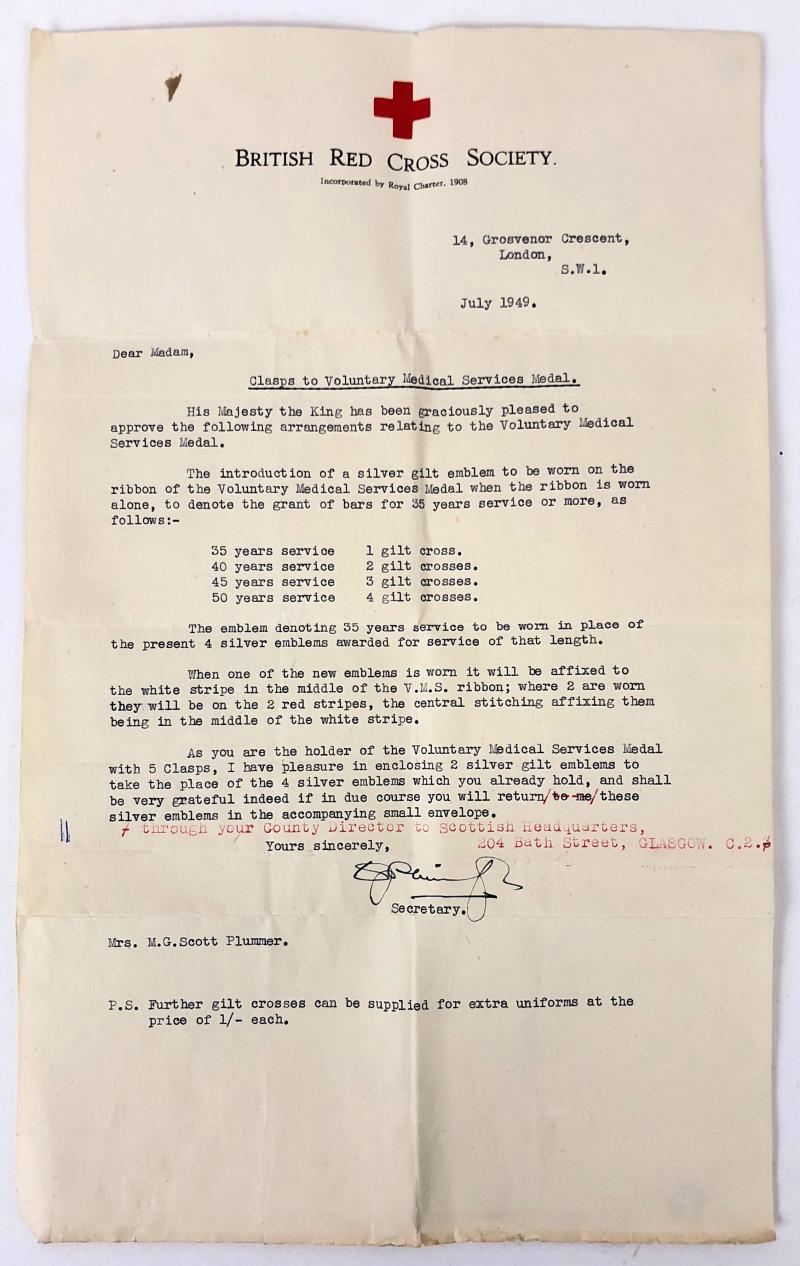 BRITISH RED CROSS SOCIETY.
Incorporated by Royal Charter, 1908
14, Grosvenor Crescent,
London,
S.W.1.
July 1949.
Dear Madam,
Clasps to Voluntary Medical Services Medal.
His Majesty the King has been graciously pleased to
approve the following arrangements relating to the Voluntary Medical
Services Medal.
The introduction of a silver gilt emblem to be worn on the
ribbon of the Voluntary Medical Services Medal when the ribbon is worn
alone, to denote the grant of bars for 35 years service or more, as
follows:-
35 years service 1 gilt cross.
40 years service 2 gilt crosses.
45 years service 3 gilt crosses.
50 years service 4 gilt crosses.
The emblem denoting 35 years service to be worn in place of
the present 4 silver emblems awarded for service of that length.
When one of the new emblems is worn it will be affixed to
the white stripe in the middle of the V.M.S. ribbon; where 2 are worn
they will be on the 2 red stripes, the central stitching affixing them
being in the middle of the white stripe.
As you are the holder of the Voluntary Medical Services Medal
with 5 Clasps, I have pleasure in enclosing 2 silver gilt emblems to
take the place of the 4 silver emblems which you already hold, and shall
be very grateful indeed if in due course you will return/to me/these
silver emblems in the accompanying small envelope.
/ through your County Director to Scottish Headquarters,
Yours sincerely, 204 Bath Street, GLASGOW. C.2./
Secretary.
Mrs. M.G.Scott Plummer.
P.S. Further gilt crosses can be supplied for extra uniforms at the
price of 1/- each.